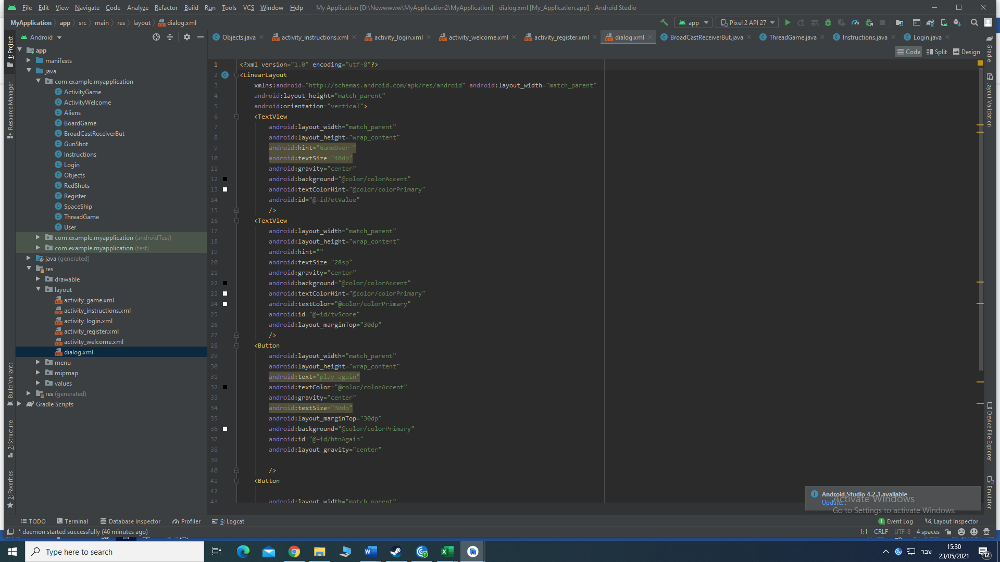 File Edit View Navigate Code Analyze Refactor Build Run Tools VCS Window Help My Application [D:\Newwwww\MyApplication2\MyApplication] - dialog.xml [My_Application.app] - Android Studio
MyApplication app src main res layout dialog.xml app Pixel 2 API 27
Android Objects.java activity_instructions.xml activity_login.xml activity_welcome.xml activity_register.xml dialog.xml BroadCastReceiverBut.java ThreadGame.java Instructions.java Login.java
Code Split Design
1: Project
Resource Manager
Build Variants
7: Structure
2: Favorites
app
manifests
java
com.example.myapplication
ActivityGame
ActivityWelcome
Aliens
BoardGame
BroadCastReceiverBut
GunShot
Instructions
Login
Objects
RedShots
Register
SpaceShip
ThreadGame
User
com.example.myapplication (androidTest)
com.example.myapplication (test)
java (generated)
res
drawable
layout
activity_game.xml
activity_instructions.xml
activity_login.xml
activity_register.xml
activity_welcome.xml
dialog.xml
menu
mipmap
values
res (generated)
Gradle Scripts
1 <?xml version="1.0" encoding="utf-8"?>
2 <LinearLayout
3 xmlns:android="http://schemas.android.com/apk/res/android" android:layout_width="match_parent"
4 android:layout_height="match_parent"
5 android:orientation="vertical">
6 <TextView
7 android:layout_width="match_parent"
8 android:layout_height="wrap_content"
9 android:hint="GameOver "
10 android:textSize="40dp"
11 android:gravity="center"
12 android:background="@color/colorAccent"
13 android:textColorHint="@color/colorPrimary"
14 android:id="@+id/etValue"
15 />
16 <TextView
17 android:layout_width="match_parent"
18 android:layout_height="wrap_content"
19 android:hint=""
20 android:textSize="28sp"
21 android:gravity="center"
22 android:background="@color/colorAccent"
23 android:textColorHint="@color/colorPrimary"
24 android:textColor="@color/colorPrimary"
25 android:id="@+id/tvScore"
26 android:layout_marginTop="30dp"
27 />
28 <Button
29 android:layout_width="match_parent"
30 android:layout_height="wrap_content"
31 android:text="play again"
32 android:textColor="@color/colorAccent"
33 android:gravity="center"
34 android:textSize="30dp"
35 android:layout_marginTop="30dp"
36 android:background="@color/colorPrimary"
37 android:id="@+id/btnAgain"
38 android:layout_gravity="center"
39
40 />
41 <Button
42
43 android:layout_width="match_parent"
Gradle
Layout Validation
Device File Explorer
Emulator
Android Studio 4.2.1 available
Update...
Activate Windows
Go to Settings to activate Windows.
TODO Terminal Database Inspector Profiler 6: Logcat 1 Event Log Layout Inspector
* daemon started successfully (46 minutes ago) 1:1 CRLF UTF-8 4 spaces
Type here to search עבר 15:30
23/05/2021 12